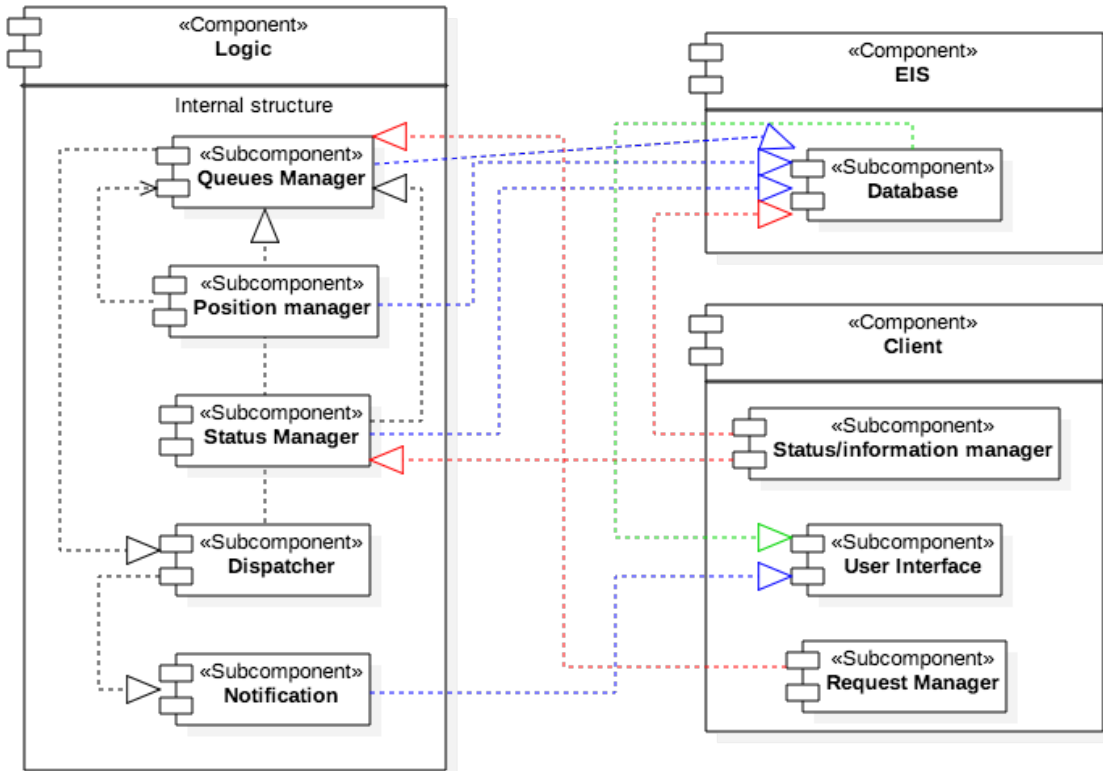 «Component»
Logic
Internal structure
«Subcomponent»
Queues Manager
«Subcomponent»
Position manager
«Subcomponent»
Status Manager
«Subcomponent»
Dispatcher
«Subcomponent»
Notification
«Component»
EIS
«Subcomponent»
Database
«Component»
Client
«Subcomponent»
Status/information manager
«Subcomponent»
User Interface
«Subcomponent»
Request Manager